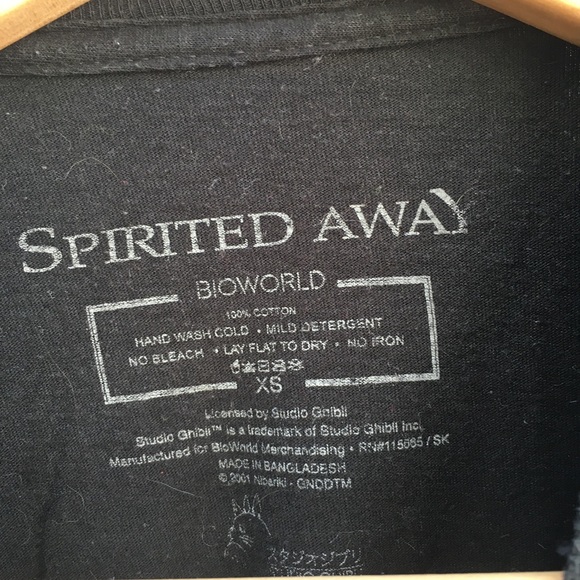 SPIRITED AWAY
BIOWORLD
100% COTTON
HAND WASH COLD • MILD DETERGENT
NO BLEACH • LAY FLAT TO DRY • NO IRON
XS
Licensed by Studio Ghibli
Studio Ghibli™ is a trademark of Studio Ghibli Inc.
Manufactured for BioWorld Merchandising • RN#115085 / SK
MADE IN BANGLADESH
© 2001 Nibariki - GNDDTM
スタジオジブリ